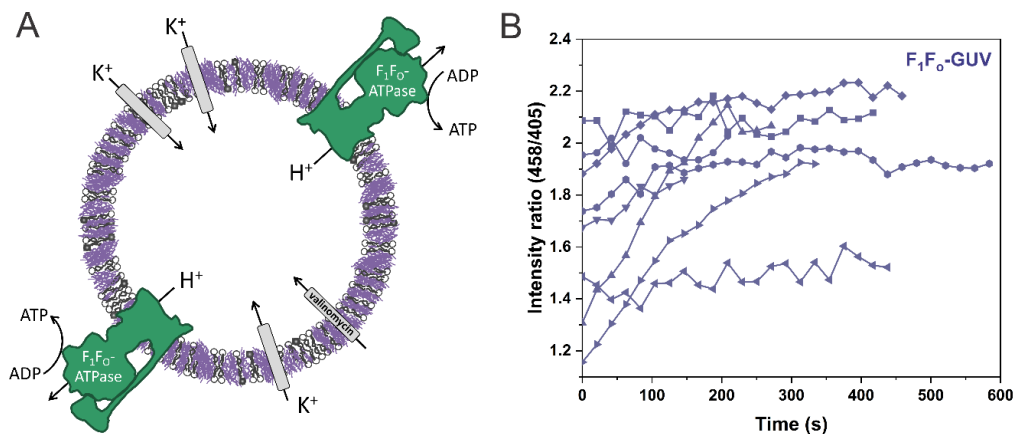 A
K+
K+
F1FO-
ATPase
ADP
ATP
H+
H+
ATP
ADP
F1FO-
ATPase
valinomycin
K+
B
F1FO-GUV
Intensity ratio (458/405)
2.4
2.2
2.0
1.8
1.6
1.4
1.2
0 100 200 300 400 500 600
Time (s)